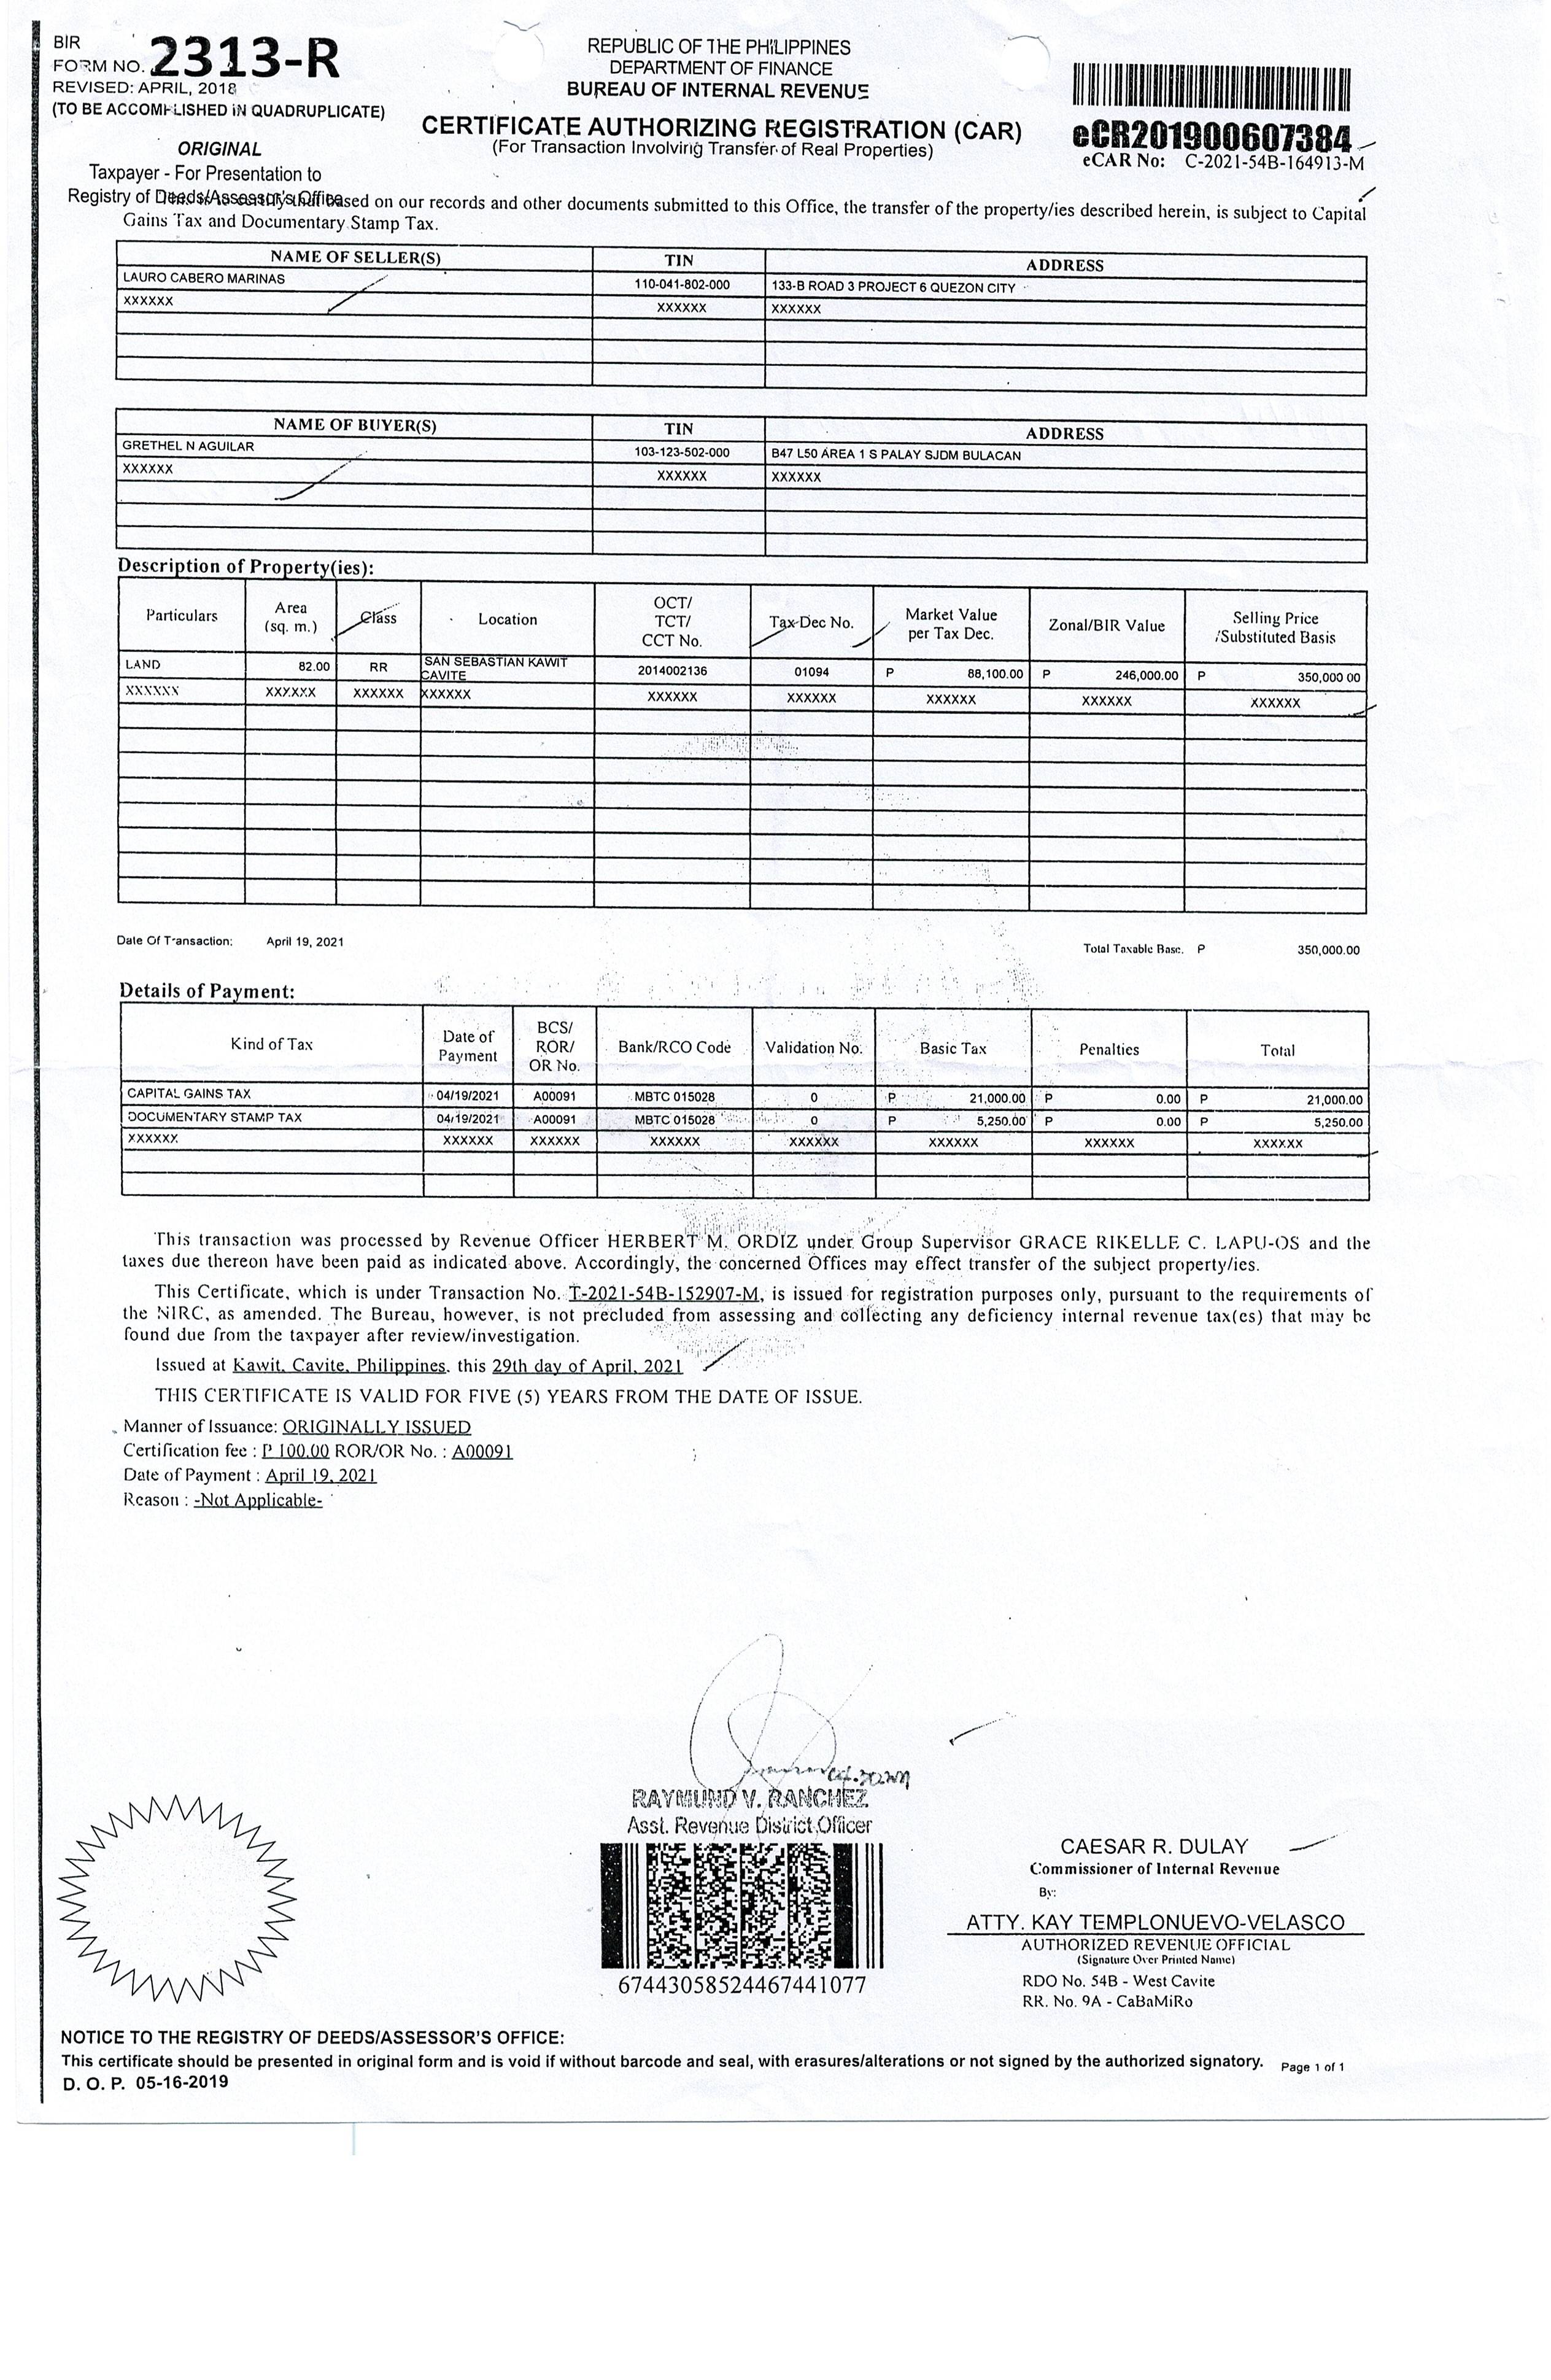 BIR
FORM NO. 2313-R
REVISED: APRIL, 2018
(TO BE ACCOMPLISHED IN QUADRUPLICATE)
ORIGINAL
Taxpayer - For Presentation to
Registry of Deeds/Assessor's Office
REPUBLIC OF THE PHILIPPINES
DEPARTMENT OF FINANCE
BUREAU OF INTERNAL REVENUE
CERTIFICATE AUTHORIZING REGISTRATION (CAR)
(For Transaction Involving Transfer of Real Properties)
eCR201900607384
eCAR No: C-2021-54B-164913-M
based on our records and other documents submitted to this Office, the transfer of the property/ies described herein, is subject to Capital
Gains Tax and Documentary Stamp Tax.
NAME OF SELLER(S) TIN ADDRESS
LAURO CABERO MARINAS 110-041-802-000 133-B ROAD 3 PROJECT 6 QUEZON CITY
XXXXXX XXXXXX XXXXXX
NAME OF BUYER(S) TIN ADDRESS
GRETHEL N AGUILAR 103-123-502-000 B47 L50 AREA 1 S PALAY SJDM BULACAN
XXXXXX XXXXXX XXXXXX
Description of Property(ies):
Particulars Area (sq. m.) Class Location OCT/ TCT/ CCT No. Tax Dec No. Market Value per Tax Dec. Zonal/BIR Value Selling Price /Substituted Basis
LAND 82.00 RR SAN SEBASTIAN KAWIT CAVITE 2014002136 01094 P 88,100.00 P 246,000.00 P 350,000 00
XXXXXX XXXXXX XXXXXX XXXXXX XXXXXX XXXXXX XXXXXX XXXXXX XXXXXX
Date Of Transaction: April 19, 2021 Total Taxable Base. P 350,000.00
Details of Payment:
Kind of Tax Date of Payment BCS/ ROR/ OR No. Bank/RCO Code Validation No. Basic Tax Penalties Total
CAPITAL GAINS TAX 04/19/2021 A00091 MBTC 015028 0 P 21,000.00 P 0.00 P 21,000.00
DOCUMENTARY STAMP TAX 04/19/2021 A00091 MBTC 015028 0 P 5,250.00 P 0.00 P 5,250.00
XXXXXX XXXXXX XXXXXX XXXXXX XXXXXX XXXXXX XXXXXX XXXXXX
This transaction was processed by Revenue Officer HERBERT M. ORDIZ under Group Supervisor GRACE RIKELLE C. LAPU-OS and the
taxes due thereon have been paid as indicated above. Accordingly, the concerned Offices may effect transfer of the subject property/ies.
This Certificate, which is under Transaction No. T-2021-54B-152907-M, is issued for registration purposes only, pursuant to the requirements of
the NIRC, as amended. The Bureau, however, is not precluded from assessing and collecting any deficiency internal revenue tax(es) that may be
found due from the taxpayer after review/investigation.
Issued at Kawit, Cavite, Philippines, this 29th day of April, 2021
THIS CERTIFICATE IS VALID FOR FIVE (5) YEARS FROM THE DATE OF ISSUE.
Manner of Issuance: ORIGINALLY ISSUED
Certification fee : P 100.00 ROR/OR No. : A00091
Date of Payment : April 19, 2021
Reason : -Not Applicable-
RAYMUND V. RANCHEZ
Asst. Revenue District Officer
67443058524467441077
CAESAR R. DULAY
Commissioner of Internal Revenue
By:
ATTY. KAY TEMPLONUEVO-VELASCO
AUTHORIZED REVENUE OFFICIAL
(Signature Over Printed Name)
RDO No. 54B - West Cavite
RR. No. 9A - CaBaMiRo
NOTICE TO THE REGISTRY OF DEEDS/ASSESSOR'S OFFICE:
This certificate should be presented in original form and is void if without barcode and seal, with erasures/alterations or not signed by the authorized signatory. Page 1 of 1
D. O. P. 05-16-2019